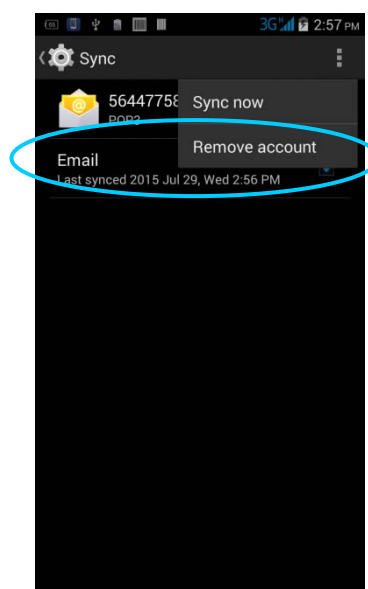 3G 2:57 PM
Sync
56447758
Sync now
POP3
Remove account
Email
Last synced 2015 Jul 29, Wed 2:56 PM